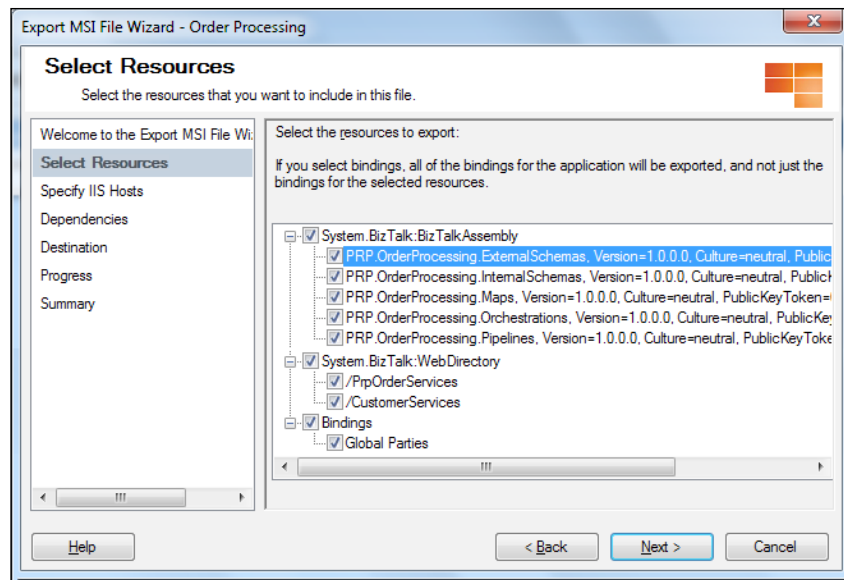 Export MSI File Wizard - Order Processing
Select Resources
Select the resources that you want to include in this file.
Welcome to the Export MSI File Wi
Select Resources
Specify IIS Hosts
Dependencies
Destination
Progress
Summary
Select the resources to export:
If you select bindings, all of the bindings for the application will be exported, and not just the
bindings for the selected resources.
System.BizTalk:BizTalkAssembly
PRP.OrderProcessing.ExternalSchemas, Version=1.0.0.0, Culture=neutral, Public
PRP.OrderProcessing.InternalSchemas, Version=1.0.0.0, Culture=neutral, Publick
PRP.OrderProcessing.Maps, Version=1.0.0.0, Culture=neutral, PublicKeyToken=
PRP.OrderProcessing.Orchestrations, Version=1.0.0.0, Culture=neutral, PublicKey
PRP.OrderProcessing.Pipelines, Version=1.0.0.0, Culture=neutral, PublicKeyToke
System.BizTalk:WebDirectory
/PrpOrderServices
/CustomerServices
Bindings
Global Parties
Help
< Back
Next >
Cancel